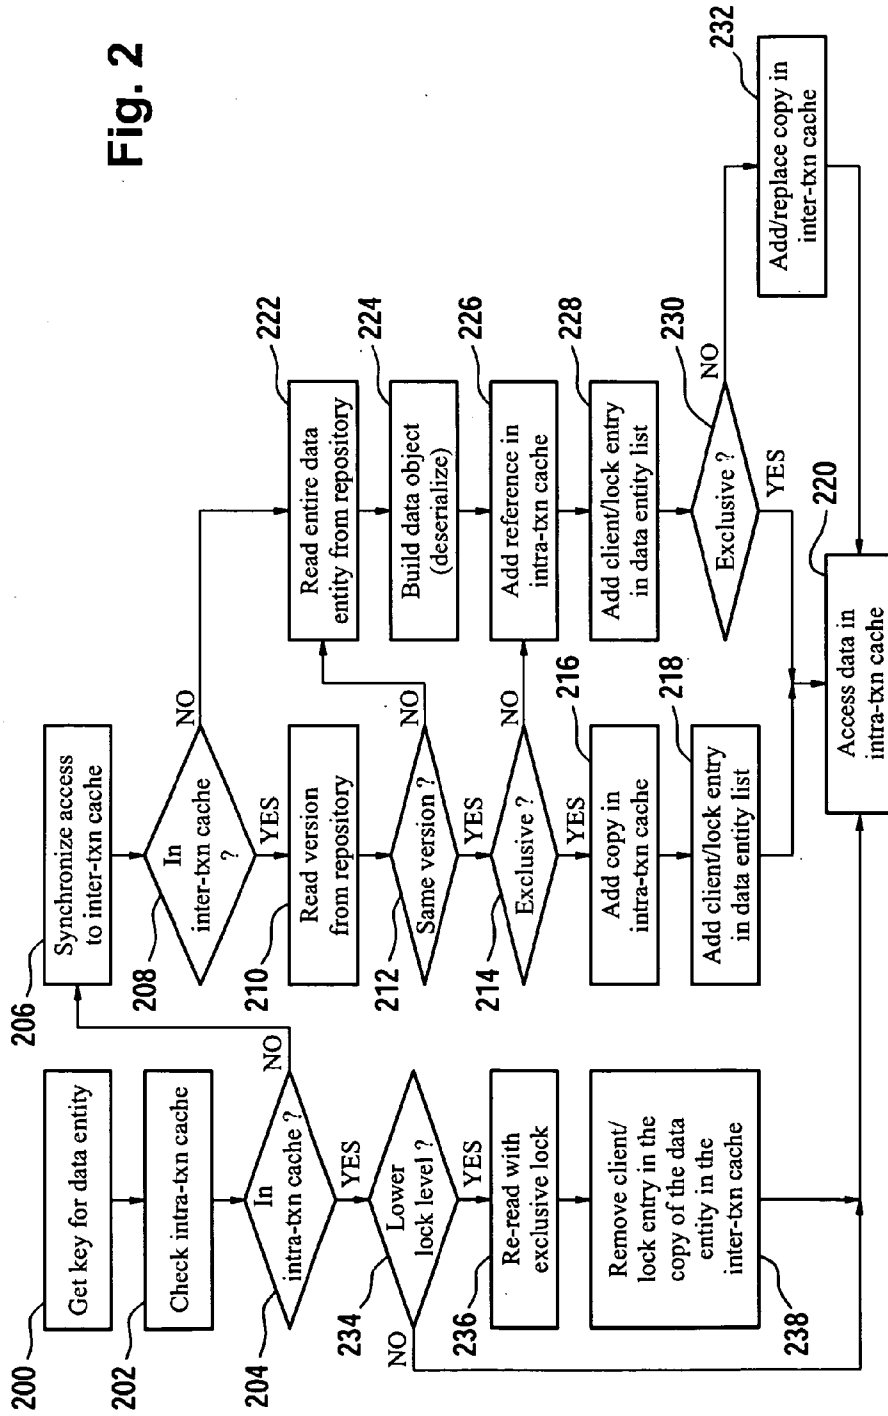 Fig. 2
200
Get key for data entity
202
Check intra-txn cache
204
In
intra-txn cache ?
NO
YES
234
Lower
lock level ?
NO
YES
236
Re-read with
exclusive lock
238
Remove client/
lock entry in the
copy of the data
entity in the
inter-txn cache
206
Synchronize access
to inter-txn cache
208
In
inter-txn cache
?
NO
YES
210
Read version
from repository
212
Same version ?
NO
YES
214
Exclusive ?
NO
YES
216
Add copy in
intra-txn cache
218
Add client/lock entry
in data entity list
222
Read entire data
entity from repository
224
Build data object
(deserialize)
226
Add reference in
intra-txn cache
228
Add client/lock entry
in data entity list
230
Exclusive ?
NO
YES
232
Add/replace copy in
inter-txn cache
220
Access data in
intra-txn cache